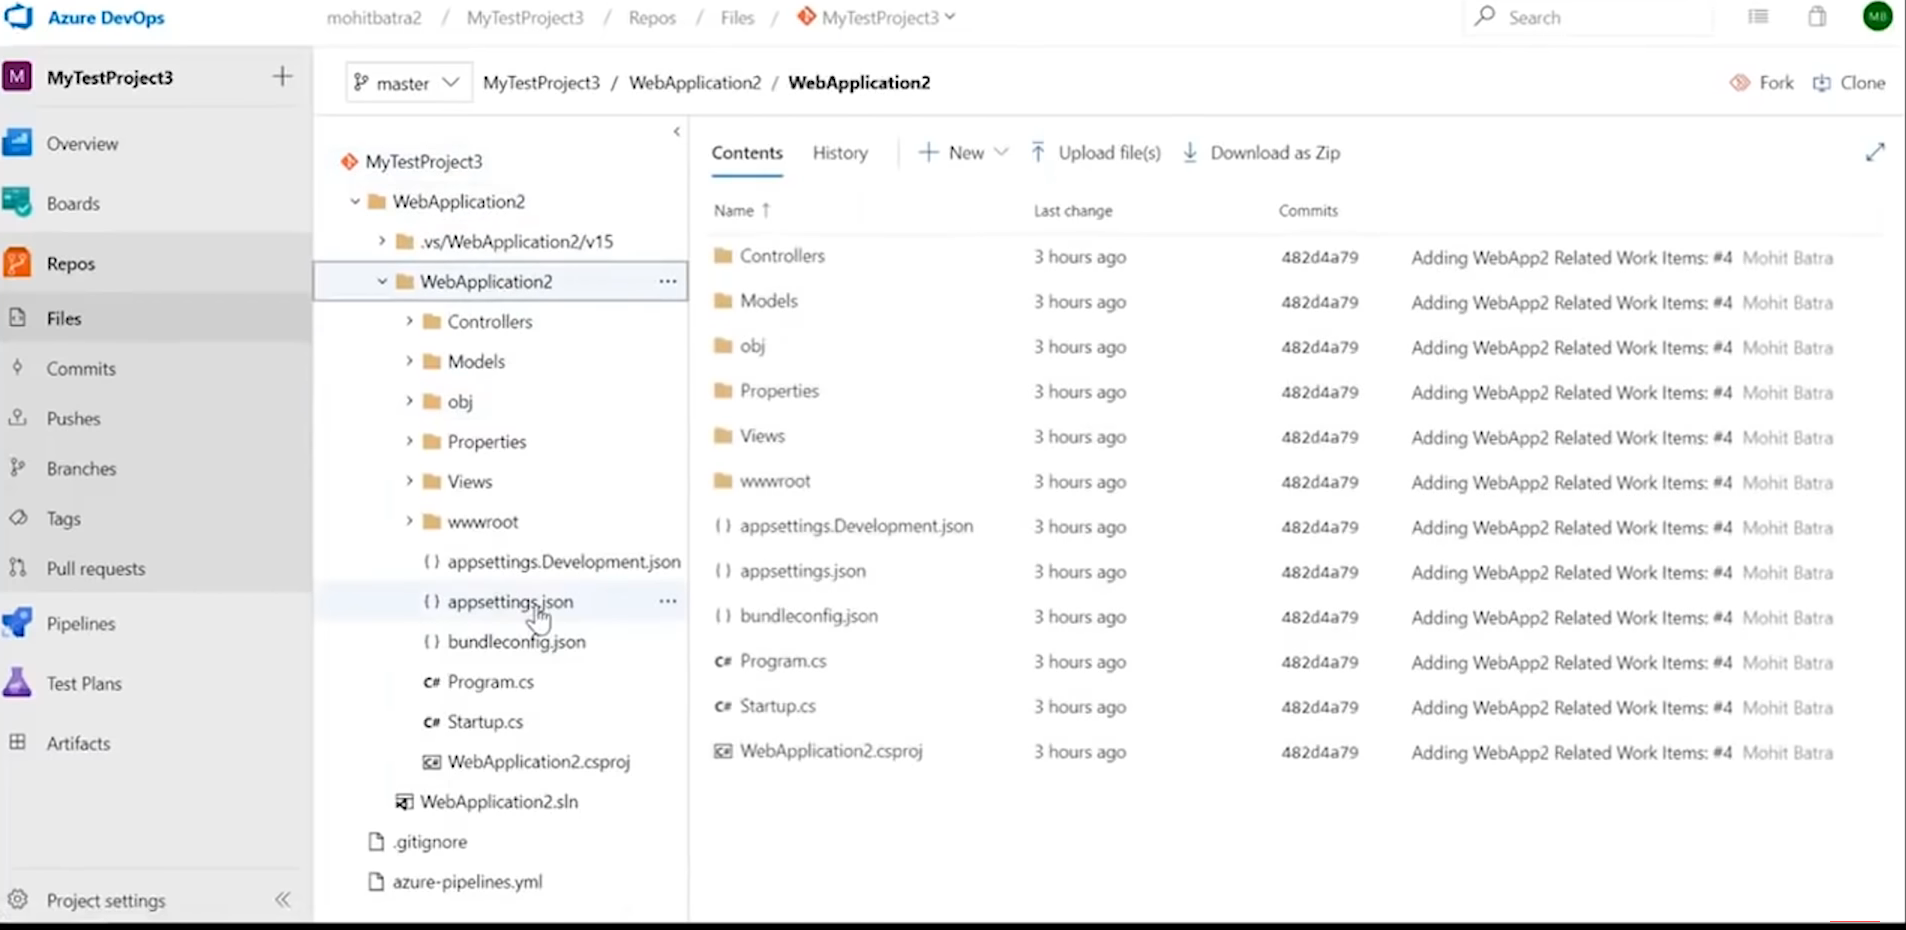 Azure DevOps mohitbatra2 / MyTestProject3 / Repos / Files / MyTestProject3 Search MB
M MyTestProject3 +
master MyTestProject3 / WebApplication2 / WebApplication2 Fork Clone
Overview
Boards
Repos
Files
Commits
Pushes
Branches
Tags
Pull requests
Pipelines
Test Plans
Artifacts
Project settings
MyTestProject3
WebApplication2
.vs/WebApplication2/v15
WebApplication2 ...
Controllers
Models
obj
Properties
Views
wwwroot
{ } appsettings.Development.json
{ } appsettings.json ...
{ } bundleconfig.json
C# Program.cs
C# Startup.cs
C# WebApplication2.csproj
WebApplication2.sln
.gitignore
azure-pipelines.yml
Contents History + New Upload file(s) Download as Zip
Name ↑ Last change Commits
Controllers 3 hours ago 482d4a79 Adding WebApp2 Related Work Items: #4 Mohit Batra
Models 3 hours ago 482d4a79 Adding WebApp2 Related Work Items: #4 Mohit Batra
obj 3 hours ago 482d4a79 Adding WebApp2 Related Work Items: #4 Mohit Batra
Properties 3 hours ago 482d4a79 Adding WebApp2 Related Work Items: #4 Mohit Batra
Views 3 hours ago 482d4a79 Adding WebApp2 Related Work Items: #4 Mohit Batra
wwwroot 3 hours ago 482d4a79 Adding WebApp2 Related Work Items: #4 Mohit Batra
{ } appsettings.Development.json 3 hours ago 482d4a79 Adding WebApp2 Related Work Items: #4 Mohit Batra
{ } appsettings.json 3 hours ago 482d4a79 Adding WebApp2 Related Work Items: #4 Mohit Batra
{ } bundleconfig.json 3 hours ago 482d4a79 Adding WebApp2 Related Work Items: #4 Mohit Batra
C# Program.cs 3 hours ago 482d4a79 Adding WebApp2 Related Work Items: #4 Mohit Batra
C# Startup.cs 3 hours ago 482d4a79 Adding WebApp2 Related Work Items: #4 Mohit Batra
C# WebApplication2.csproj 3 hours ago 482d4a79 Adding WebApp2 Related Work Items: #4 Mohit Batra